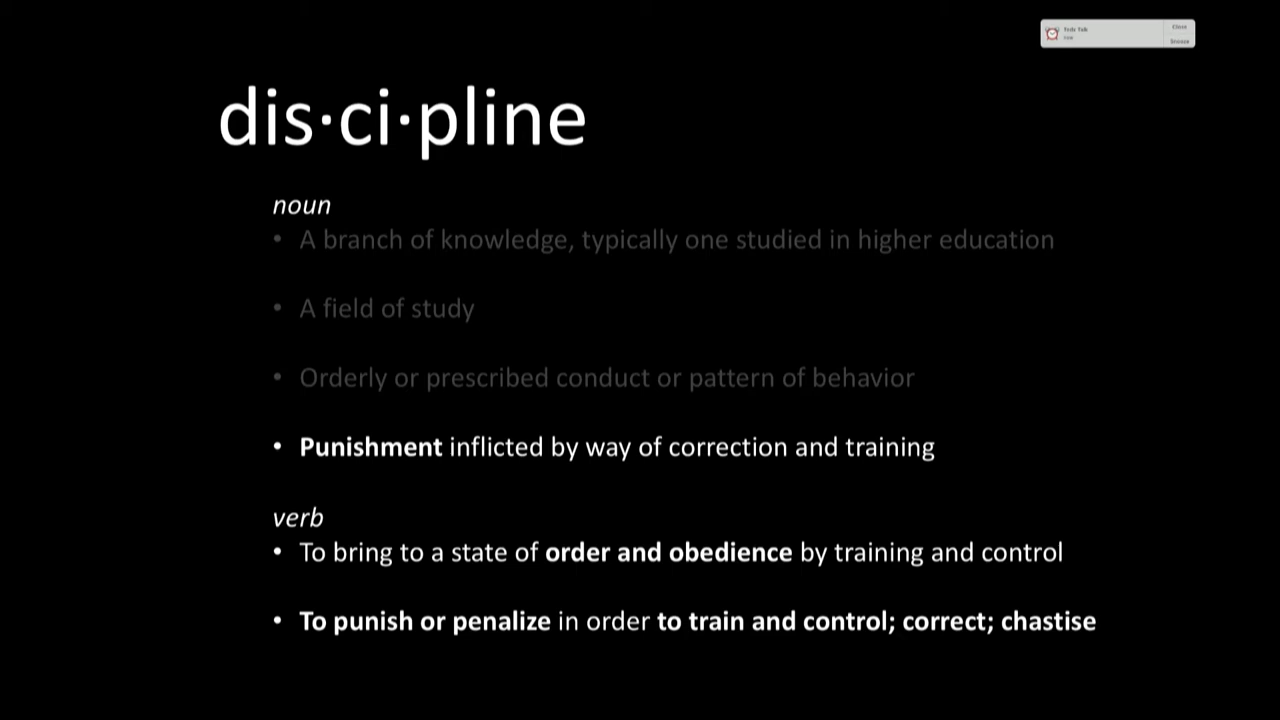 Close
Snooze
dis·ci·pline
noun
• A branch of knowledge, typically one studied in higher education
• A field of study
• Orderly or prescribed conduct or pattern of behavior
• Punishment inflicted by way of correction and training
verb
• To bring to a state of order and obedience by training and control
• To punish or penalize in order to train and control; correct; chastise